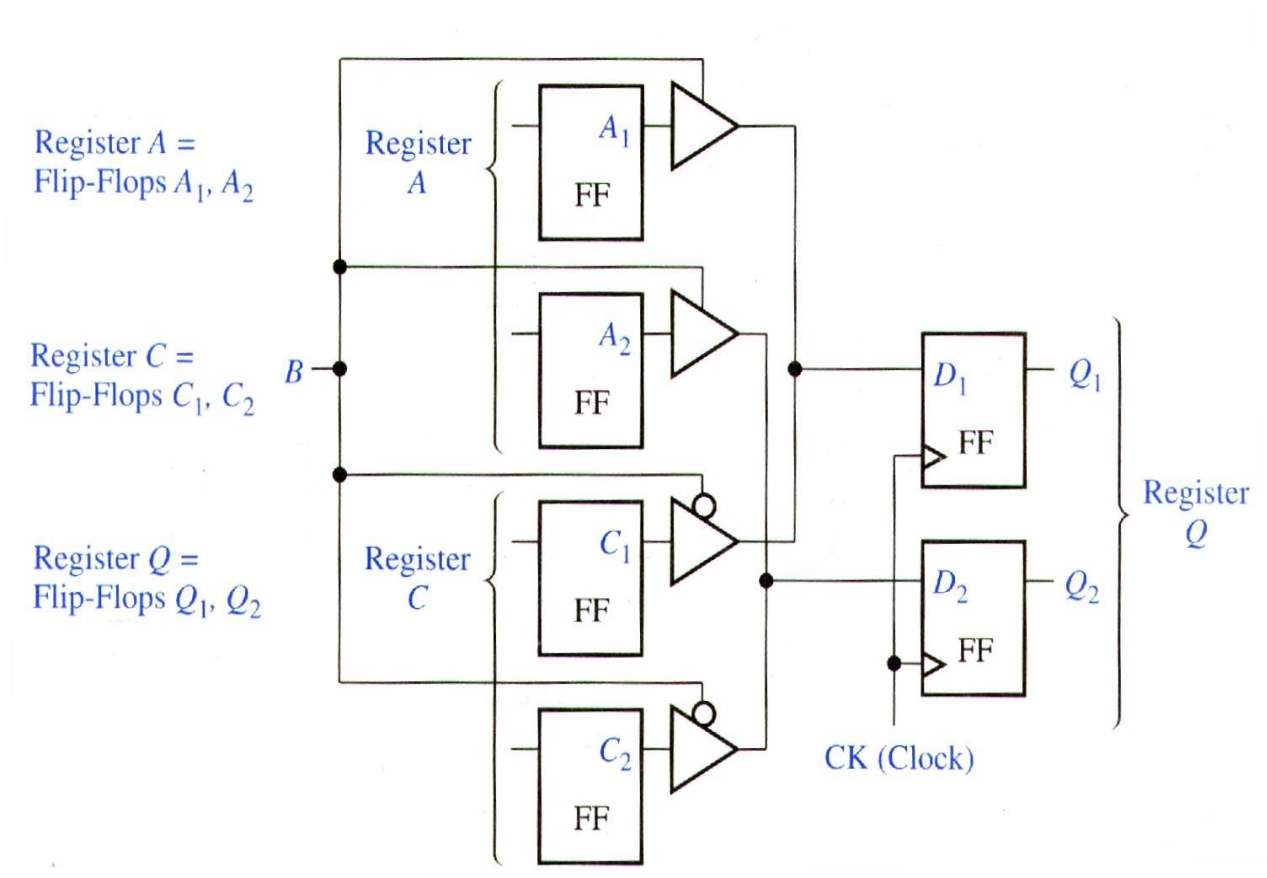 Register A =
Flip-Flops A₁, A₂
Register
A
A₁
FF
A₂
FF
Register C =
Flip-Flops C₁, C₂
B
D₁
FF
Q₁
Register
Q
D₂
FF
Q₂
CK (Clock)
Register Q =
Flip-Flops Q₁, Q₂
Register
C
C₁
FF
C₂
FF